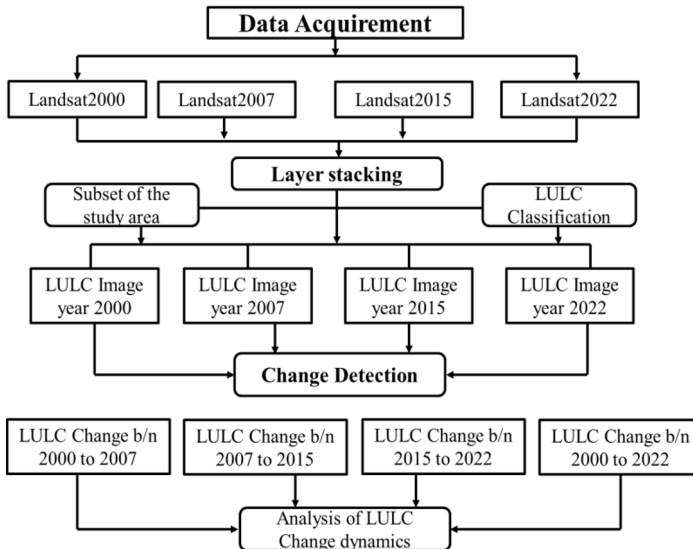 Data Acquirement
Landsat2000
Landsat2007
Landsat2015
Landsat2022
Layer stacking
Subset of the
study area
LULC
Classification
LULC Image
year 2000
LULC Image
year 2007
LULC Image
year 2015
LULC Image
year 2022
Change Detection
LULC Change b/n
2000 to 2007
LULC Change b/n
2007 to 2015
LULC Change b/n
2015 to 2022
LULC Change b/n
2000 to 2022
Analysis of LULC
Change dynamics